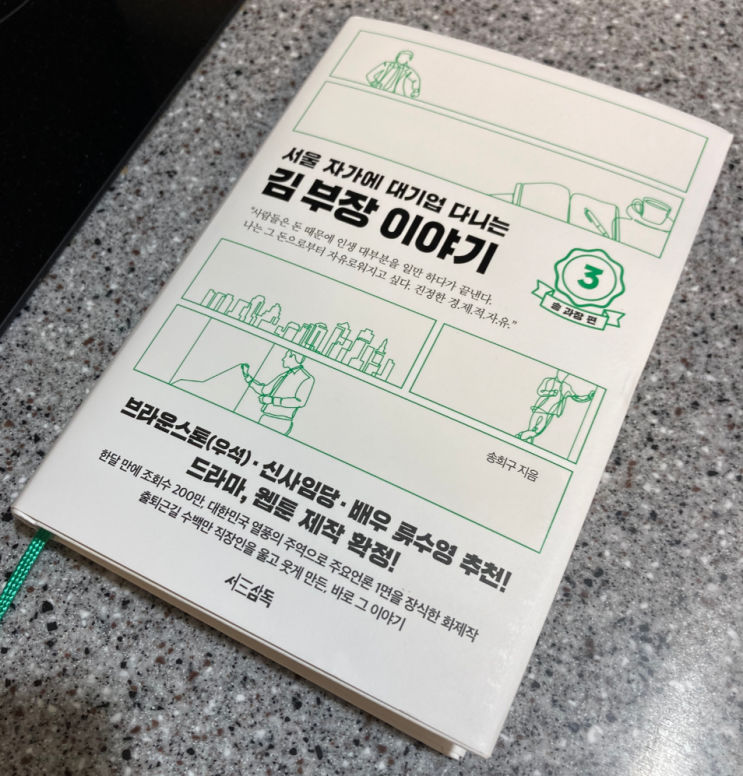 서울 자가에 대기업 다니는
김 부장 이야기
"사람들은 돈 때문에 인생 대부분을 일만 하다가 끝낸다.
나는 그 돈으로부터 자유로워지고 싶다. 진정한 경.제.적.자.유."
3
송 과장 편
송희구 지음
브라운스톤(우석)·신사임당·배우 류수영 추천!
드라마, 웹툰 제작 확정!
한달 만에 조회수 200만, 대한민국 열풍의 주역으로 주요언론 1면을 장식한 화제작
출퇴근길 수백만 직장인을 울고 웃게 만든, 바로 그 이야기
서삼독